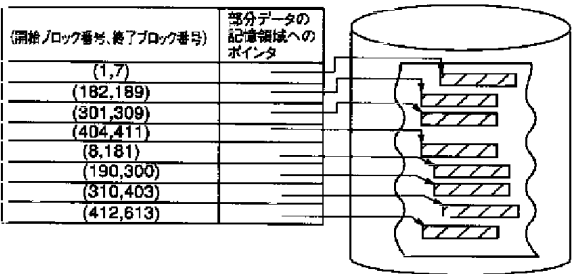 (開始ブロック番号、終了ブロック番号)
部分データの
記憶領域への
ポインタ
(1,7)
(182,189)
(301,309)
(404,411)
(8,181)
(190,300)
(310,403)
(412,613)